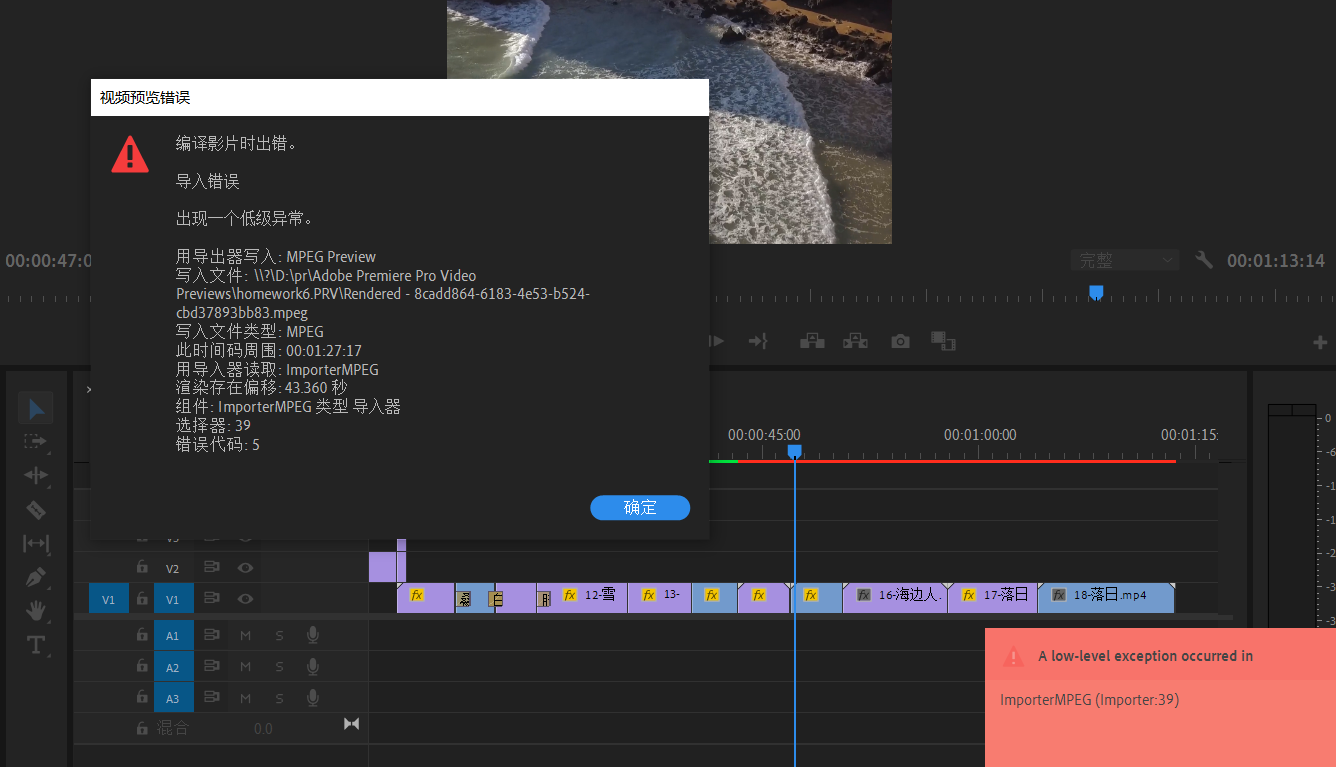 视频预览错误
编译影片时出错。
导入错误
出现一个低级异常。
用导出器写入: MPEG Preview
写入文件: \\?\D:\pr\Adobe Premiere Pro Video
Previews\homework6.PRV\Rendered - 8cadd864-6183-4e53-b524-
cbd37893bb83.mpeg
写入文件类型: MPEG
此时间码周围: 00:01:27:17
用导入器读取: ImporterMPEG
渲染存在偏移: 43.360 秒
组件: ImporterMPEG 类型 导入器
选择器: 39
错误代码: 5
确定
00:00:47:0
完整
00:01:13:14
00:00:45:00
00:01:00:00
00:01:15:
V2
V1
V1
fx
fx 12-雪
fx 13-
fx
fx
fx
fx 16-海边人.
fx 17-落日
fx 18-落日.mp4
A1
M
S
A2
M
S
A3
M
S
混合
0.0
0
-6
A low-level exception occurred in
ImporterMPEG (Importer:39)